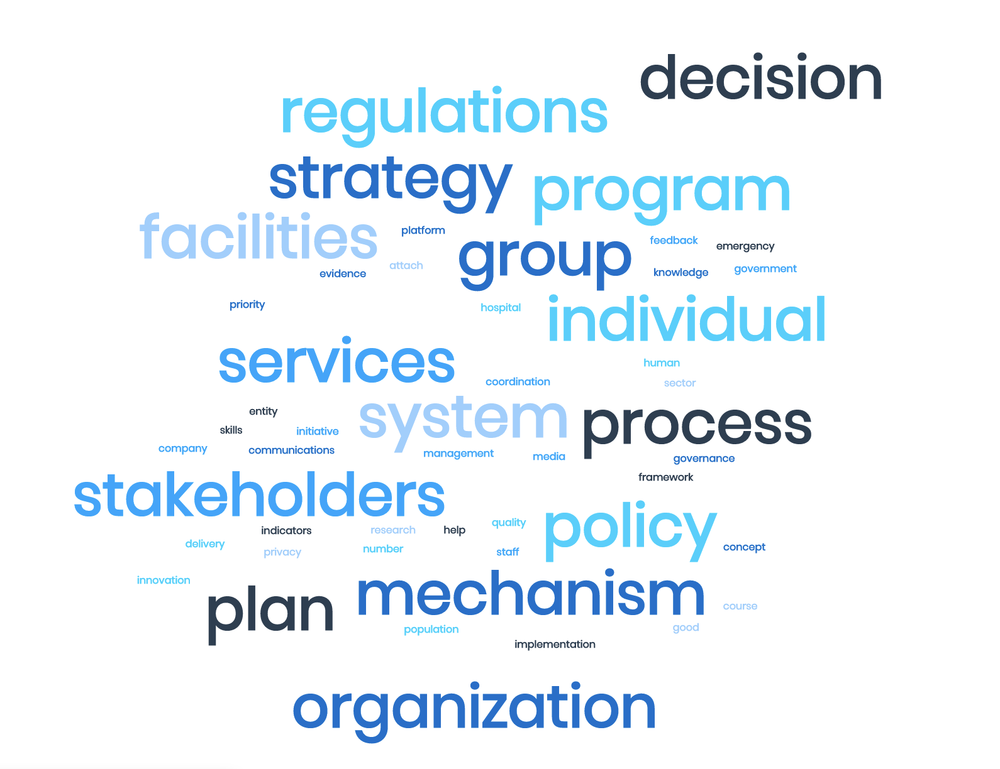 decision
regulations
strategy
program
facilities
platform
group
feedback
emergency
attach
evidence
knowledge
government
priority
hospital
individual
services
human
coordination
sector
entity
system
process
skills
initiative
company
communications
management
media
governance
framework
stakeholders
policy
quality
indicators
research
help
delivery
privacy
number
staff
concept
innovation
plan
mechanism
course
population
good
implementation
organization